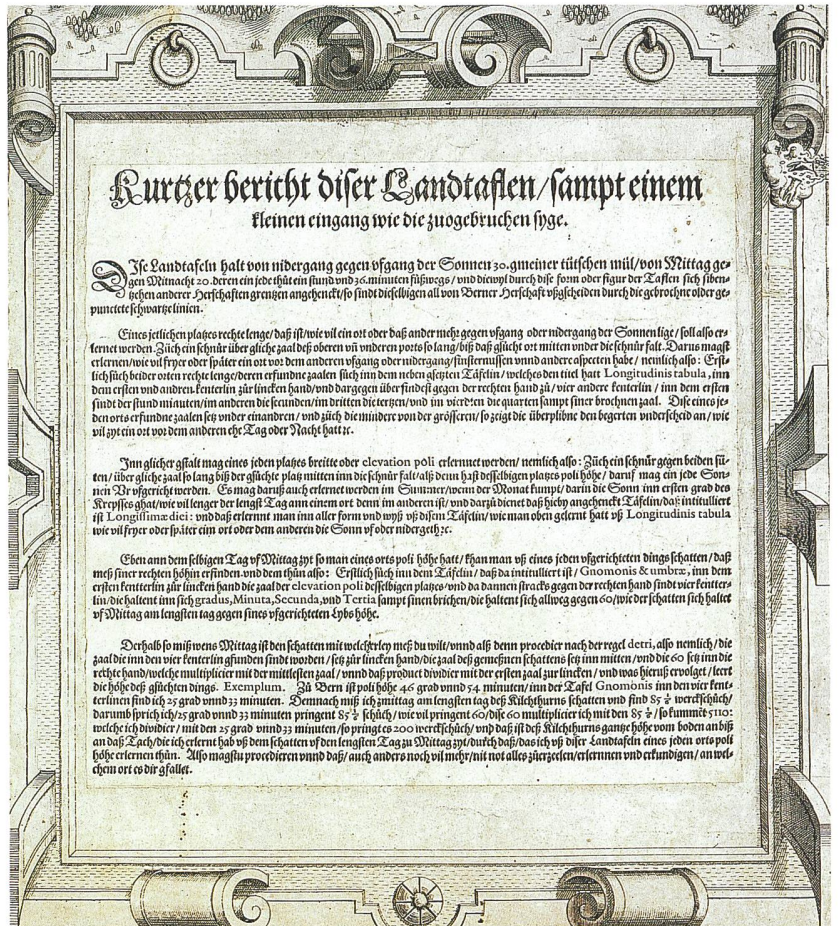 Kurtzer bericht diser Landtaflen/sampt einem
kleinen eingang wie die zuogebruchen syge.
DIse Landtafeln halt von nidergang gegen vfgang der Sonnen 30. gmeiner tütschen mül/von Mittag ge-
gen Mitnacht 20. deren ein jede thüt ein stund vnd 36. minuten füßwegs/vnd diewyl durch dise form oder figur der Taflen sich siben-
tzehen anderer Herschaften grentzen angehenckt/so sindt dieselbigen all von Berner Herschaft vßgscheiden durch die gebrochne older ge-
punctete schwartze linien.
Eines jetlichen platzes rechte lenge/daß ist/wie vil ein ort oder daß ander mehr gegen vfgang oder nidergang der Sonnen lige/soll also er-
lernet werden. Züch ein schnür über gliche zaal deß oberen vñ vnderen ports so lang/biß daß gsücht ort mitten vnder die schnür falt. Darus magst
erlernen/wie vil fryer oder später ein ort vor dem anderen vfgang oder nidergang/finsternussen vnnd andere aspecten habe/nemlich also: Erst-
lich süch beider orten rechte lenge/deren erfundne zaalen süch inn dem neben gsetzten Täfelin/welches den titel hatt Longitudinis tabula, inn
dem ersten vnd andren kenterlin zur lincken hand/vnd dargegen über findest gegen der rechten hand zü/vier andere kenterlin/inn dem ersten
sindt der stund minuten/im anderen die secunden/im dritten die tertzen/vnd im vierdten die quarten sampt siner brochnen zaal. Dise eines je-
den orts erfundne zaalen setz vnder einandren/vnd züch die mindere von der grösseren/so zeigt die überplibne den begerten vnderscheid an/wie
vil zyt ein ort vor dem anderen ehe Tag oder Nacht hatt ꝛc.
Inn glicher gstalt mag eines jeden platzes breitte oder elevation poli erlernnet werden/nemlich also: Züch ein schnür gegen beiden sü-
ten/über gliche zaal so lang biß der gsüchte platz mitten inn die schnür falt/alß denn haß desselbigen platzes poli höhe/daruf mag ein jede Son-
nen Vr vfgericht werden. Es mag daruß auch erlernet werden im Summer/wenn der Monat kumpt/darin die Sonn inn ersten grad des
Krepsses ghat/wie vil lenger der lengst Tag ann einem ort denn im anderen ist/vnd darzü dienet daß hieby angehenckt Täfelin/daß intitulliert
ist Longissimæ diei: vnd daß erlernnt man inn aller form vnd wyß vß disem Täfelin/wie man oben gelernt hatt vß Longitudinis tabula
wie vil fryer oder später ein ort oder dem anderen die Sonn vf oder nidergeth ꝛc.
Eben ann dem selbigen Tag vf Mittag zyt so man eines orts poli höhe hatt/khan man vß eines jeden vfgerichteten dings schatten/daß
meß siner rechten höhin erfinden/vnd dem thün also: Erstlich süch inn dem Täfelin/daß da intitulliert ist/Gnomonis & umbræ, inn dem
ersten kentterlin zür lincken hand die zaal der elevation poli desselbigen platzes/vnd da dannen stracks gegen der rechten hand sindt vier kentter-
lin/die haltent inn sich gradus, Minuta, Secunda, vnd Tertia sampt sinen brüchen/die haltent sich allweg gegen 60/wie der schatten sich haltet
vf Mittag am lengsten tag gegen sines vfgerichteten Lybs höhe.
Derhalb so miß wens Mittag ist den schatten mit welcherley meß du wilt/vnnd alß denn procedier nach der regel detri, also nemlich/die
zaal die inn den vier kenterlin gfunden sindt worden/setz zür lincken hand/die zaal deß gemeßnen schattens setz inn mitten/vnd die 60 setz inn die
rechte hand/welche multiplicier mit der mittlesten zaal/vnnd daß product dividier mit der ersten zaal zur lincken/vnd was hieruß ervolget/leert
die höhe deß gsüchten dings. Exemplum. Zü Bern ist poli höhe 46 grad vnnd 54 minuten/inn der Tafel Gnomonis inn den vier kent-
terlinen find ich 25 grad vnnd 33 minuten. Demnach miß ich zmittag am lengsten tag deß Kilchthurns schatten vnd find 85 ½ werckschüch/
darumb sprich ich/25 grad vnnd 33 minuten pringent 85 ½ schüch/wie vil pringent 60/dise 60 multiplicier ich mit den 85 ½/so kummet 5110:
welche ich dividier/mit den 25 grad vnnd 33 minuten/so pringt es 200 werckschüch/vnd daß ist deß Kilchthurns gantze höhe vom boden an biß
an daß Tach/die ich erlernt hab vß dem schatten vf den lengsten Tag zu Mittag zyt/durch daß/das ich vß diser Landtafelen eines jeden orts poli
höhe erlernen thün. Also magstu procedieren vnnd daß/auch anders noch vil mehr/nit not alles züerzeelen/erlernnen vnd erkundigen/an wel-
chem ort es dir gfallet.